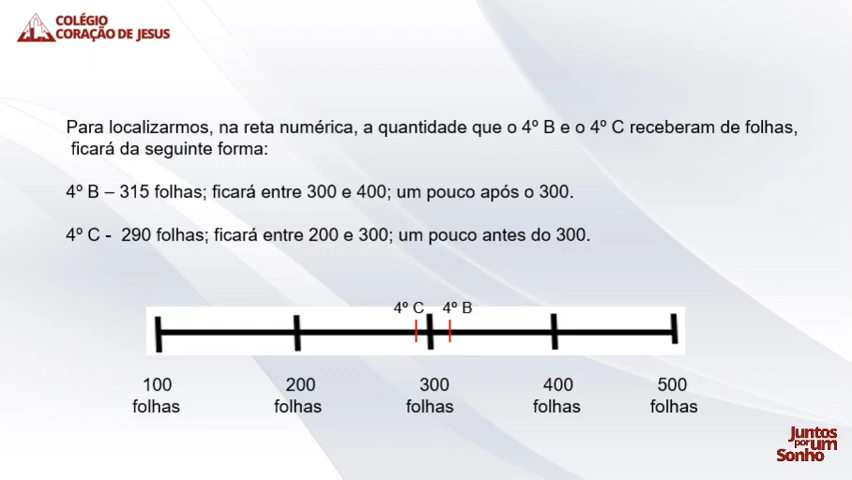 COLÉGIO
CORAÇÃO DE JESUS
Para localizarmos, na reta numérica, a quantidade que o 4º B e o 4º C receberam de folhas,
ficará da seguinte forma:
4º B – 315 folhas; ficará entre 300 e 400; um pouco após o 300.
4º C - 290 folhas; ficará entre 200 e 300; um pouco antes do 300.
4º C 4º B
100 200 300 400 500
folhas folhas folhas folhas folhas
Juntos
por um
Sonho